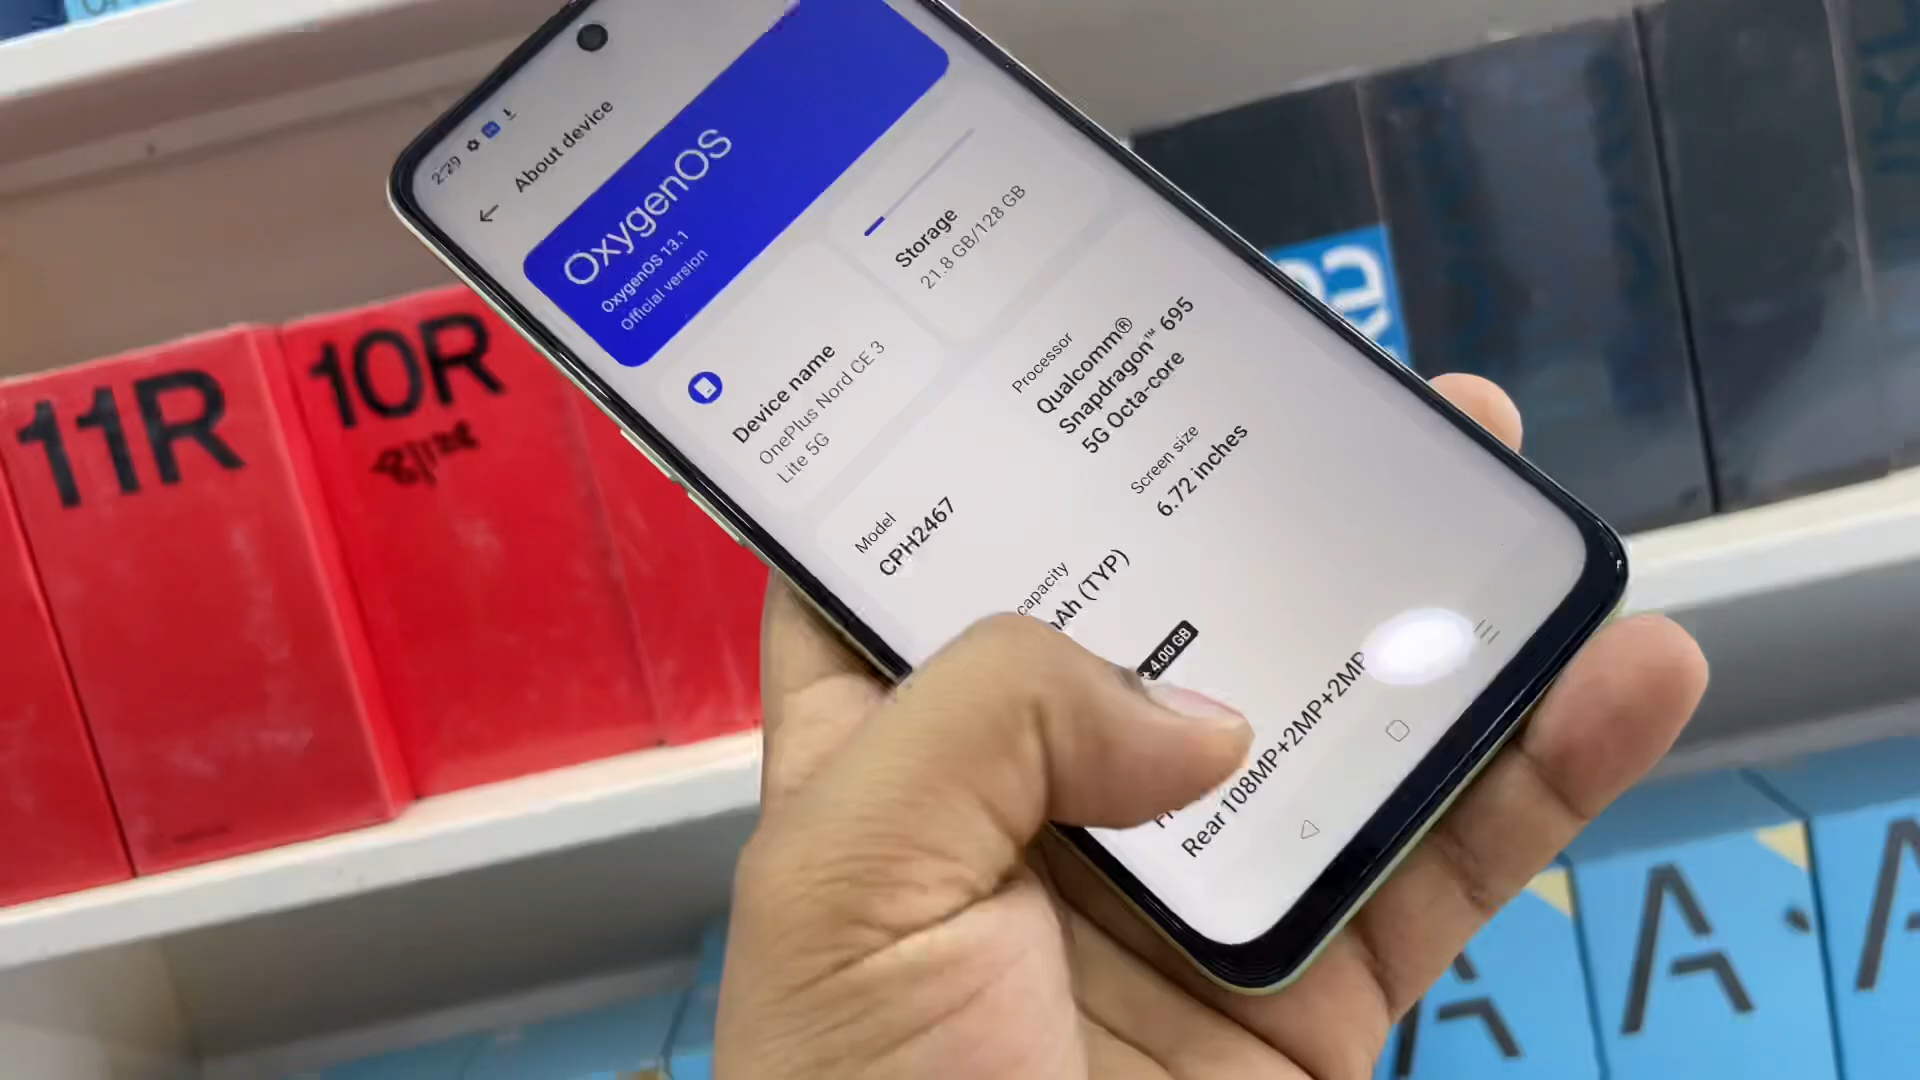 2:29
About device
OxygenOS
OxygenOS 13.1
Official version
Device name
OnePlus Nord CE 3
Lite 5G
Storage
21.8 GB/128 GB
Model
CPH2467
Processor
Qualcomm®
Snapdragon™ 695
5G Octa-core
capacity
mAh (TYP)
Screen size
6.72 inches
4.00 GB
Rear 108MP+2MP+2MP
11R
10R
A
A
A